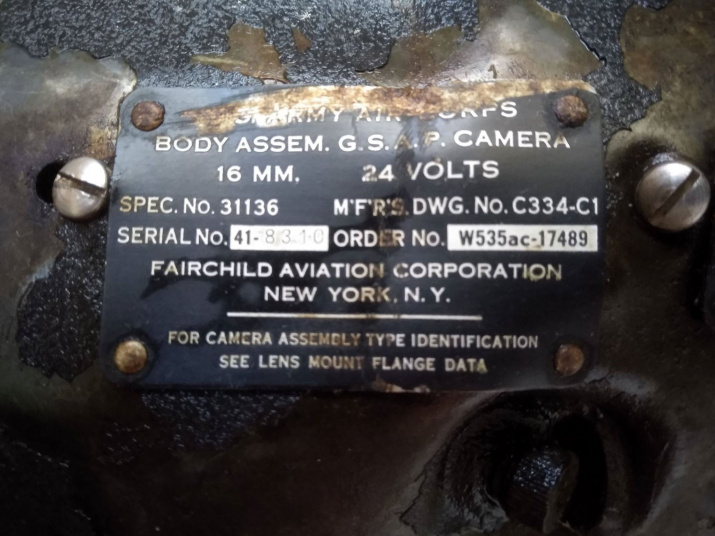 ARMY AIR CORPS
BODY ASSEM. G.S.A.P. CAMERA
16 MM. 24 VOLTS
SPEC. No. 31136 M'F'R'S. DWG. No. C334-C1
SERIAL No. 41-8310 ORDER No. W535ac-17489
FAIRCHILD AVIATION CORPORATION
NEW YORK, N.Y.
FOR CAMERA ASSEMBLY TYPE IDENTIFICATION
SEE LENS MOUNT FLANGE DATA